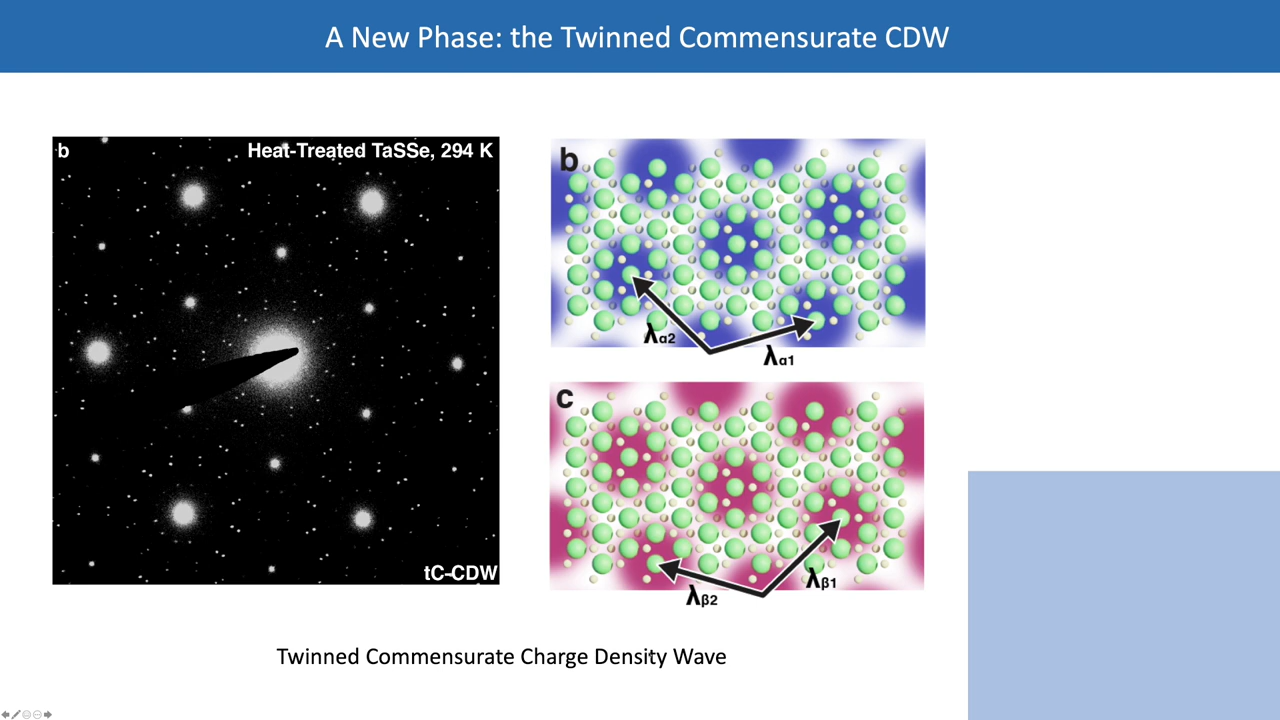 A New Phase: the Twinned Commensurate CDW
b
Heat-Treated TaSSe, 294 K
tC-CDW
b
λα2
λα1
c
λβ2
λβ1
Twinned Commensurate Charge Density Wave